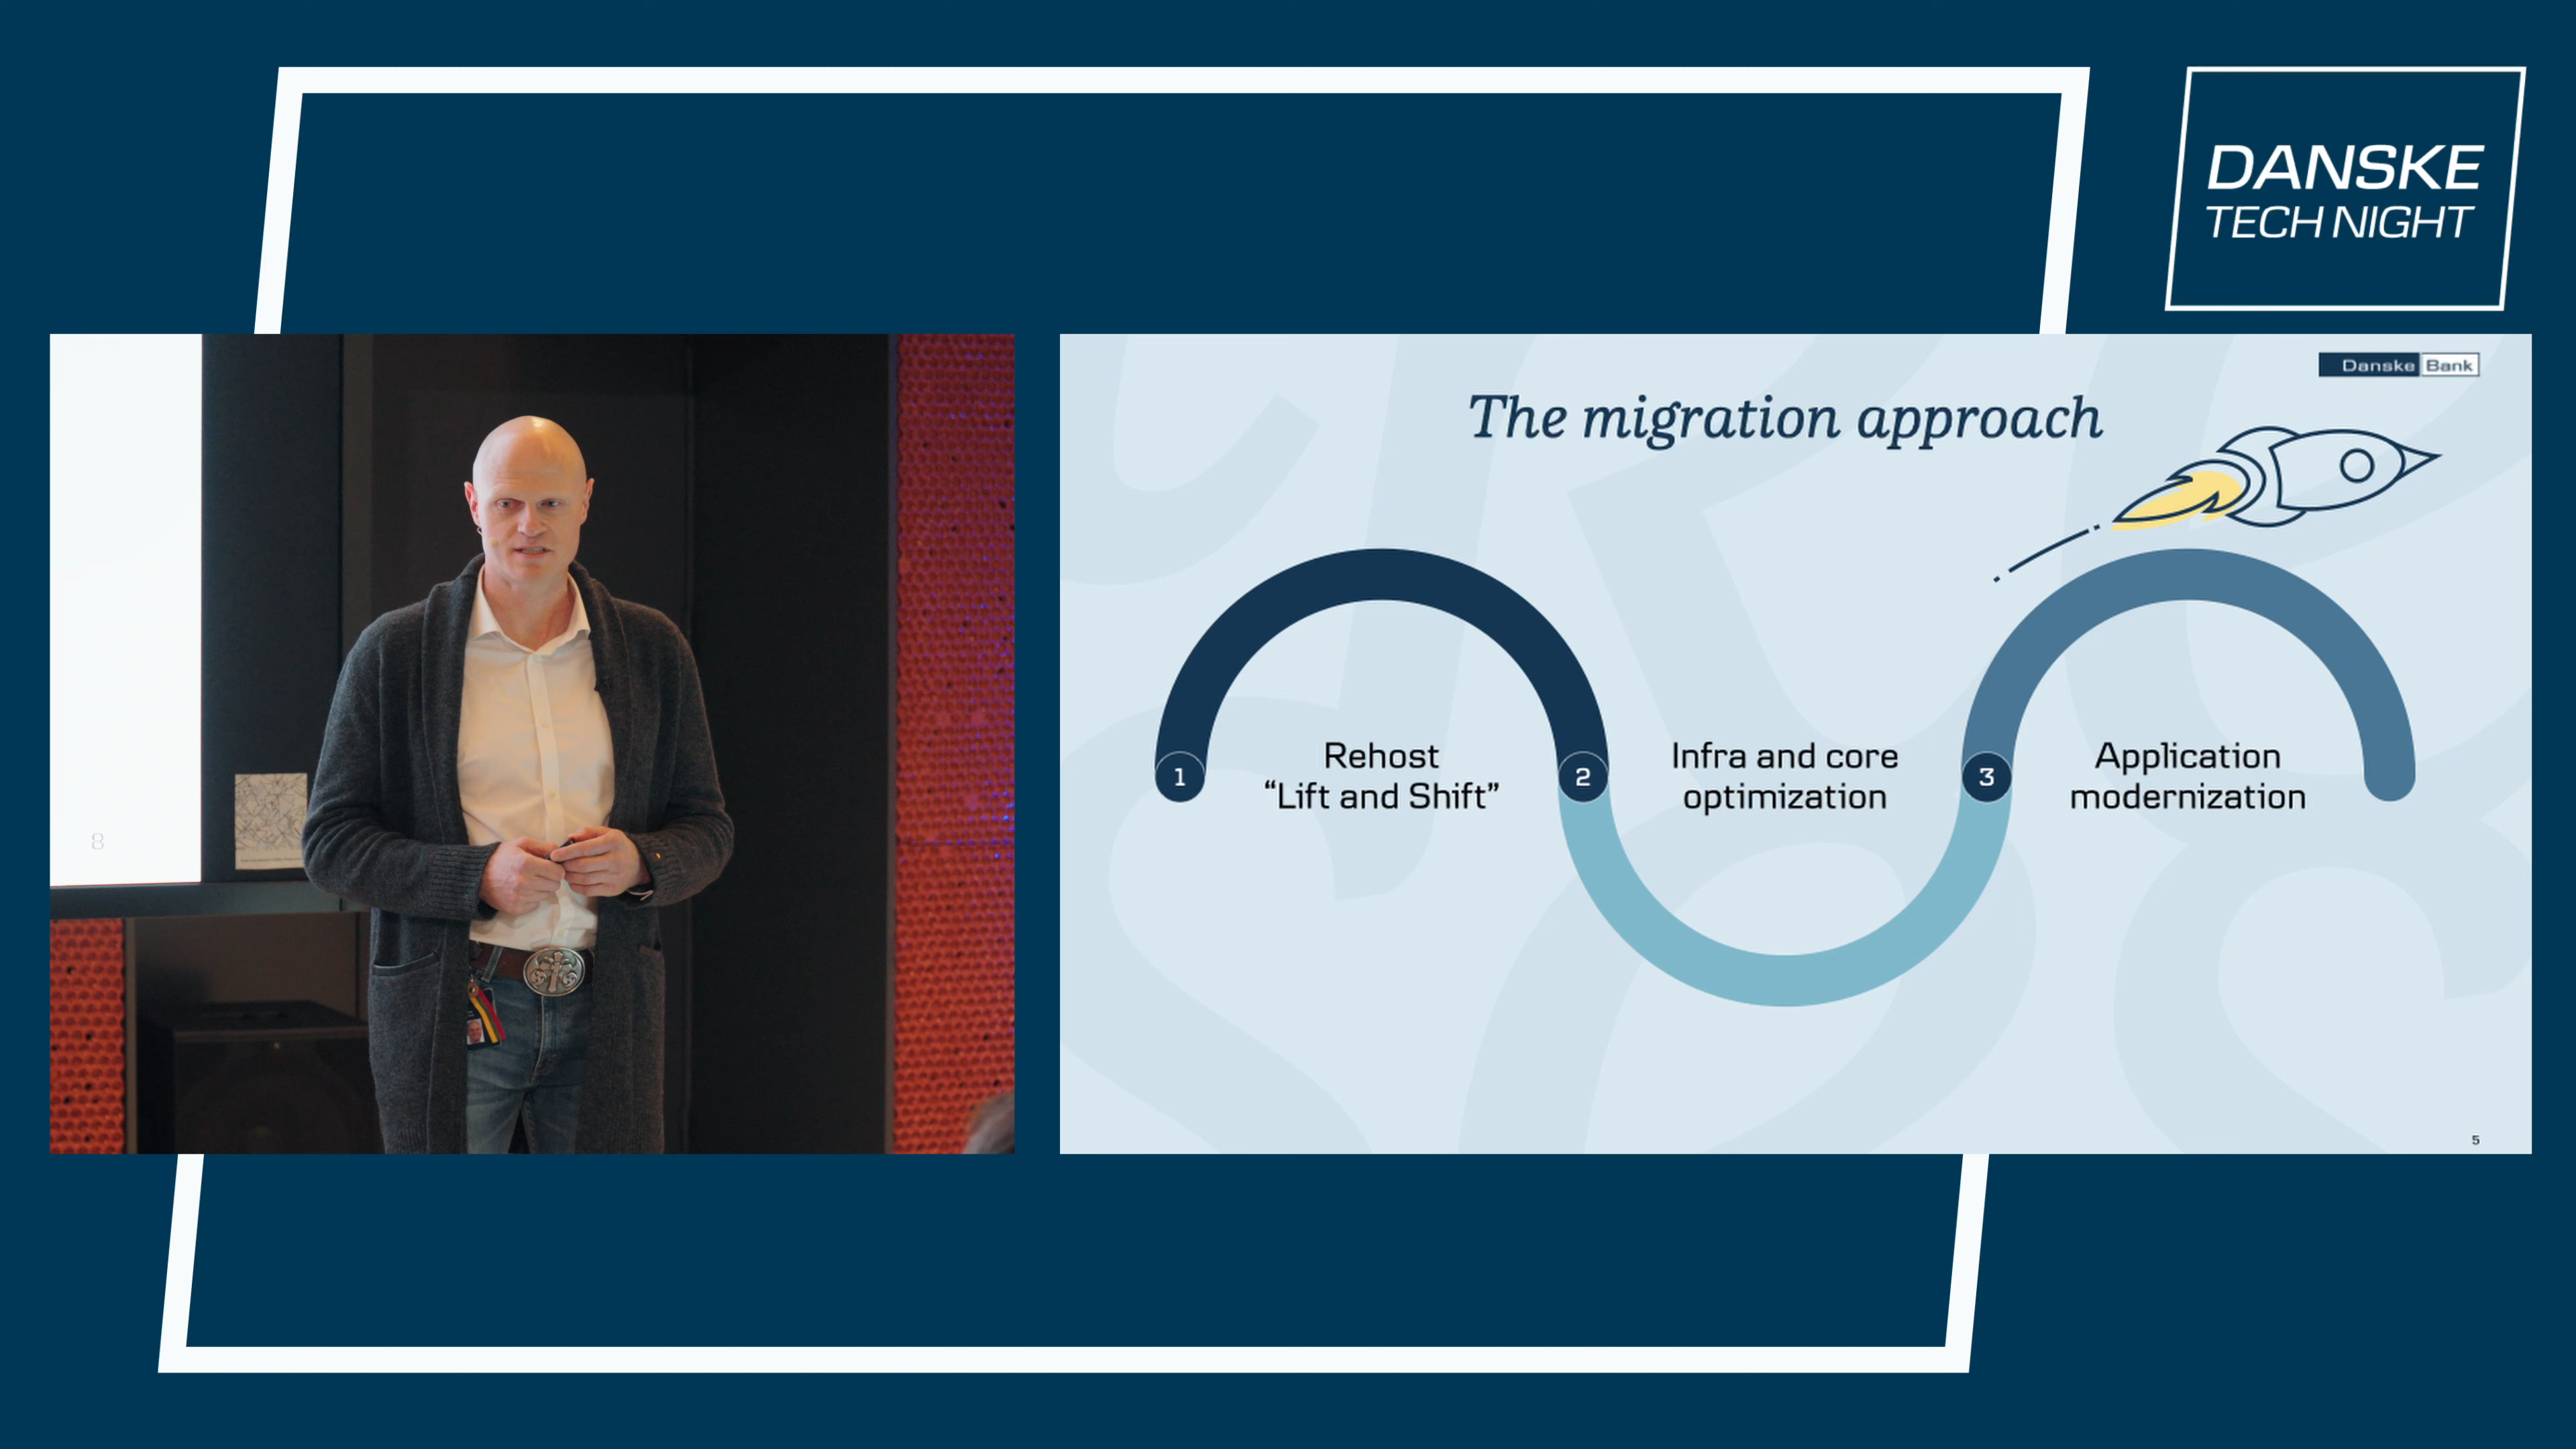 DANSKE
TECH NIGHT
Danske Bank
The migration approach
1
Rehost
“Lift and Shift”
2
Infra and core
optimization
3
Application
modernization
5
8